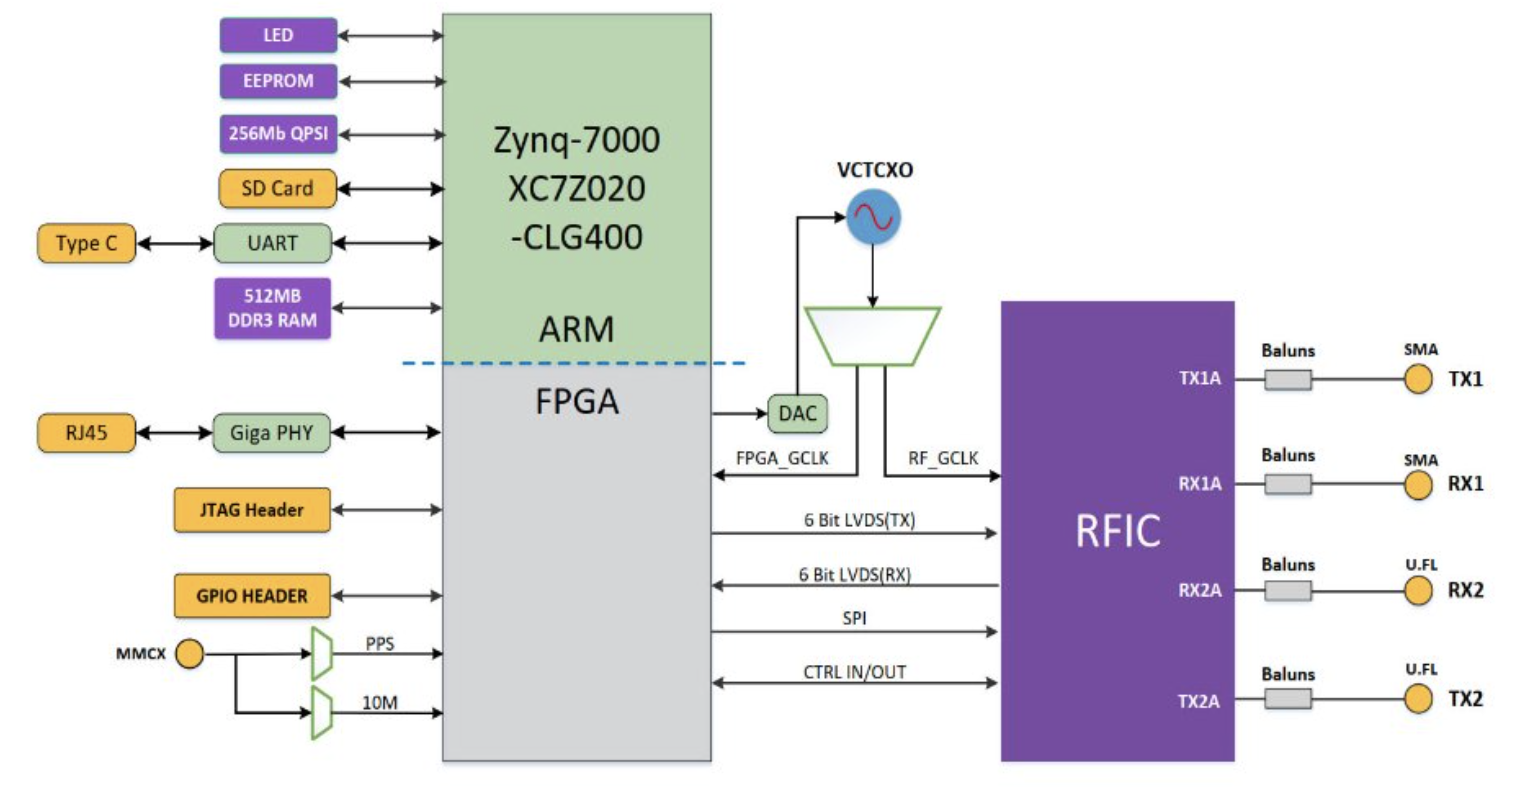 LED
EEPROM
256Mb QPSI
SD Card
Type C
UART
512MB
DDR3 RAM
RJ45
Giga PHY
JTAG Header
GPIO HEADER
MMCX
PPS
10M
Zynq-7000
XC7Z020
-CLG400
ARM
FPGA
VCTCXO
DAC
FPGA_GCLK
RF_GCLK
6 Bit LVDS(TX)
6 Bit LVDS(RX)
SPI
CTRL IN/OUT
RFIC
TX1A
Baluns
SMA
TX1
RX1A
Baluns
SMA
RX1
RX2A
Baluns
U.FL
RX2
TX2A
Baluns
U.FL
TX2